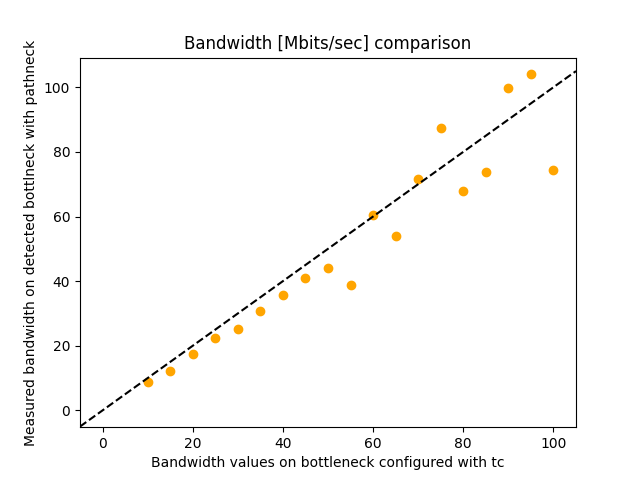 Bandwidth [Mbits/sec] comparison
Measured bandwidth on detected bottlneck with pathneck
100
80
60
40
20
0
0 20 40 60 80 100
Bandwidth values on bottleneck configured with tc